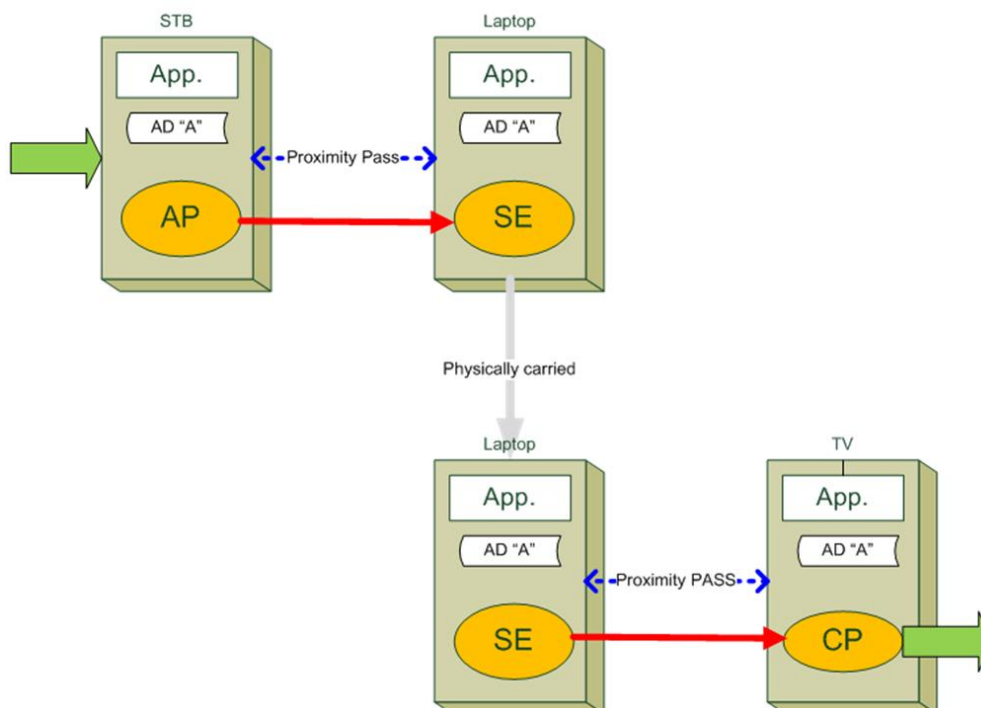 STB
Laptop
App.
App.
AD "A"
AD "A"
Proximity Pass
AP
SE
Physically carried
Laptop
TV
App.
App.
AD "A"
AD "A"
Proximity PASS
SE
CP